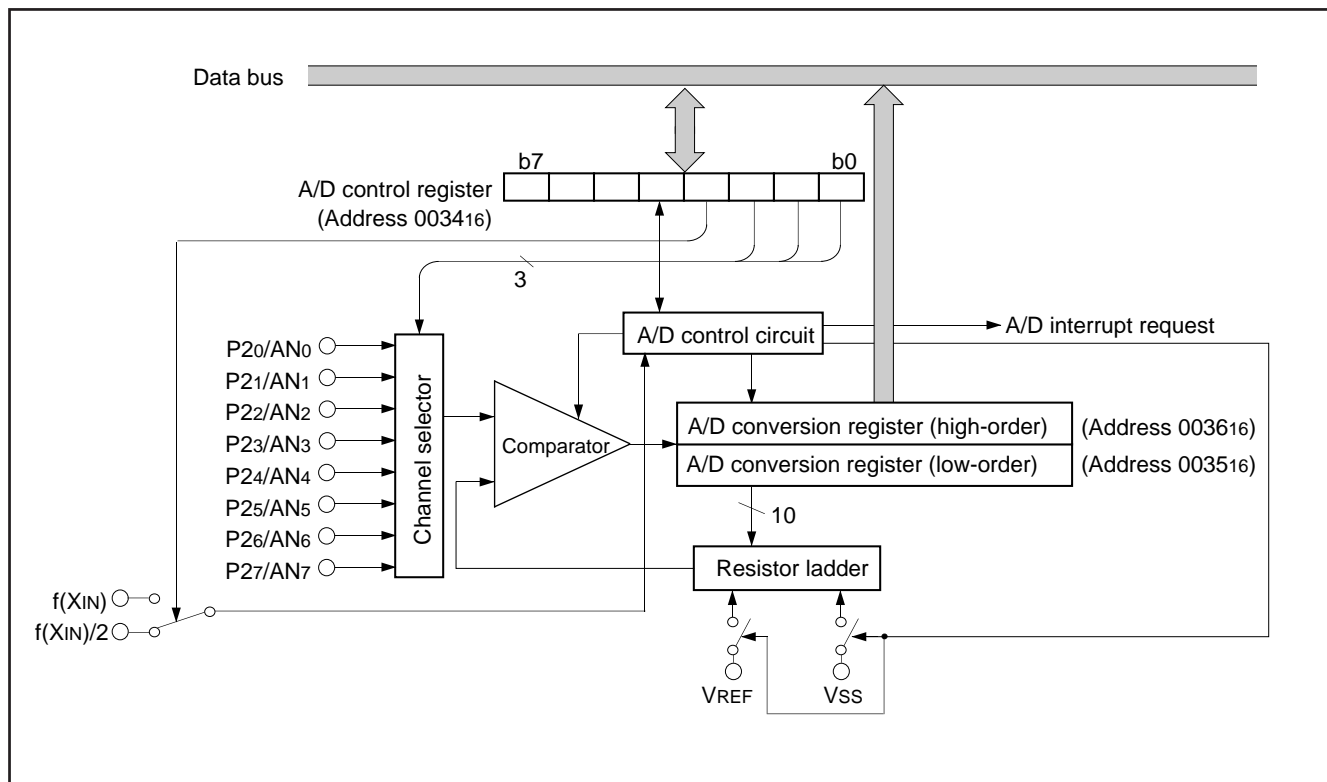 Data bus
b7
b0
A/D control register
(Address 003416)
3
A/D control circuit
A/D interrupt request
P20/AN0
P21/AN1
P22/AN2
P23/AN3
P24/AN4
P25/AN5
P26/AN6
P27/AN7
Channel selector
Comparator
A/D conversion register (high-order)
(Address 003616)
A/D conversion register (low-order)
(Address 003516)
10
Resistor ladder
f(XIN)
f(XIN)/2
VREF
VSS